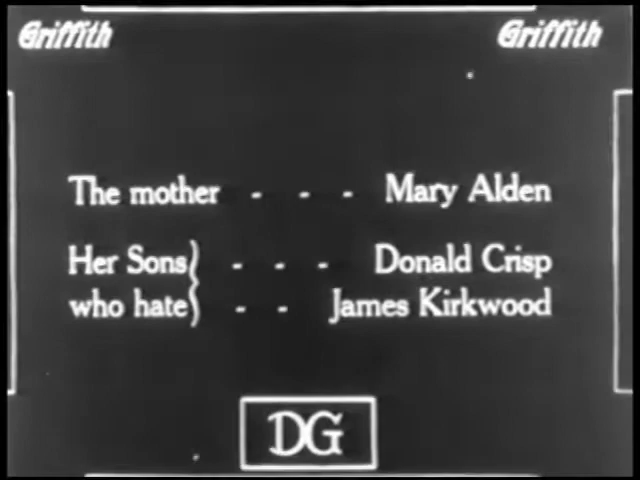 Griffith Griffith
The mother - - - Mary Alden
Her Sons} - - - Donald Crisp
who hate} - - James Kirkwood
DG